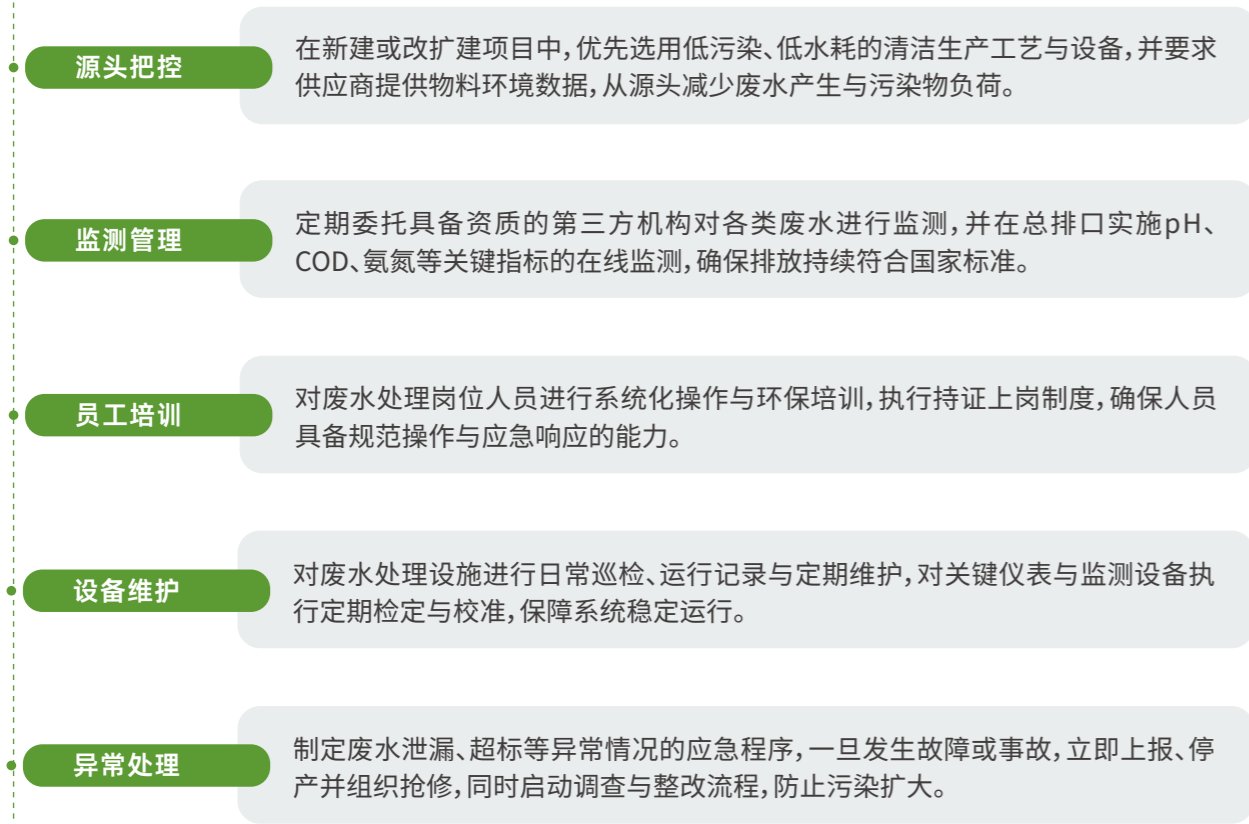 源头把控
在新建或改扩建项目中，优先选用低污染、低水耗的清洁生产工艺与设备，并要求
供应商提供物料环境数据，从源头减少废水产生与污染物负荷。
监测管理
定期委托具备资质的第三方机构对各类废水进行监测，并在总排口实施pH、
COD、氨氮等关键指标的在线监测，确保排放持续符合国家标准。
员工培训
对废水处理岗位人员进行系统化操作与环保培训，执行持证上岗制度，确保人员
具备规范操作与应急响应的能力。
设备维护
对废水处理设施进行日常巡检、运行记录与定期维护，对关键仪表与监测设备执
行定期检定与校准，保障系统稳定运行。
异常处理
制定废水泄漏、超标等异常情况的应急程序，一旦发生故障或事故，立即上报、停
产并组织抢修，同时启动调查与整改流程，防止污染扩大。